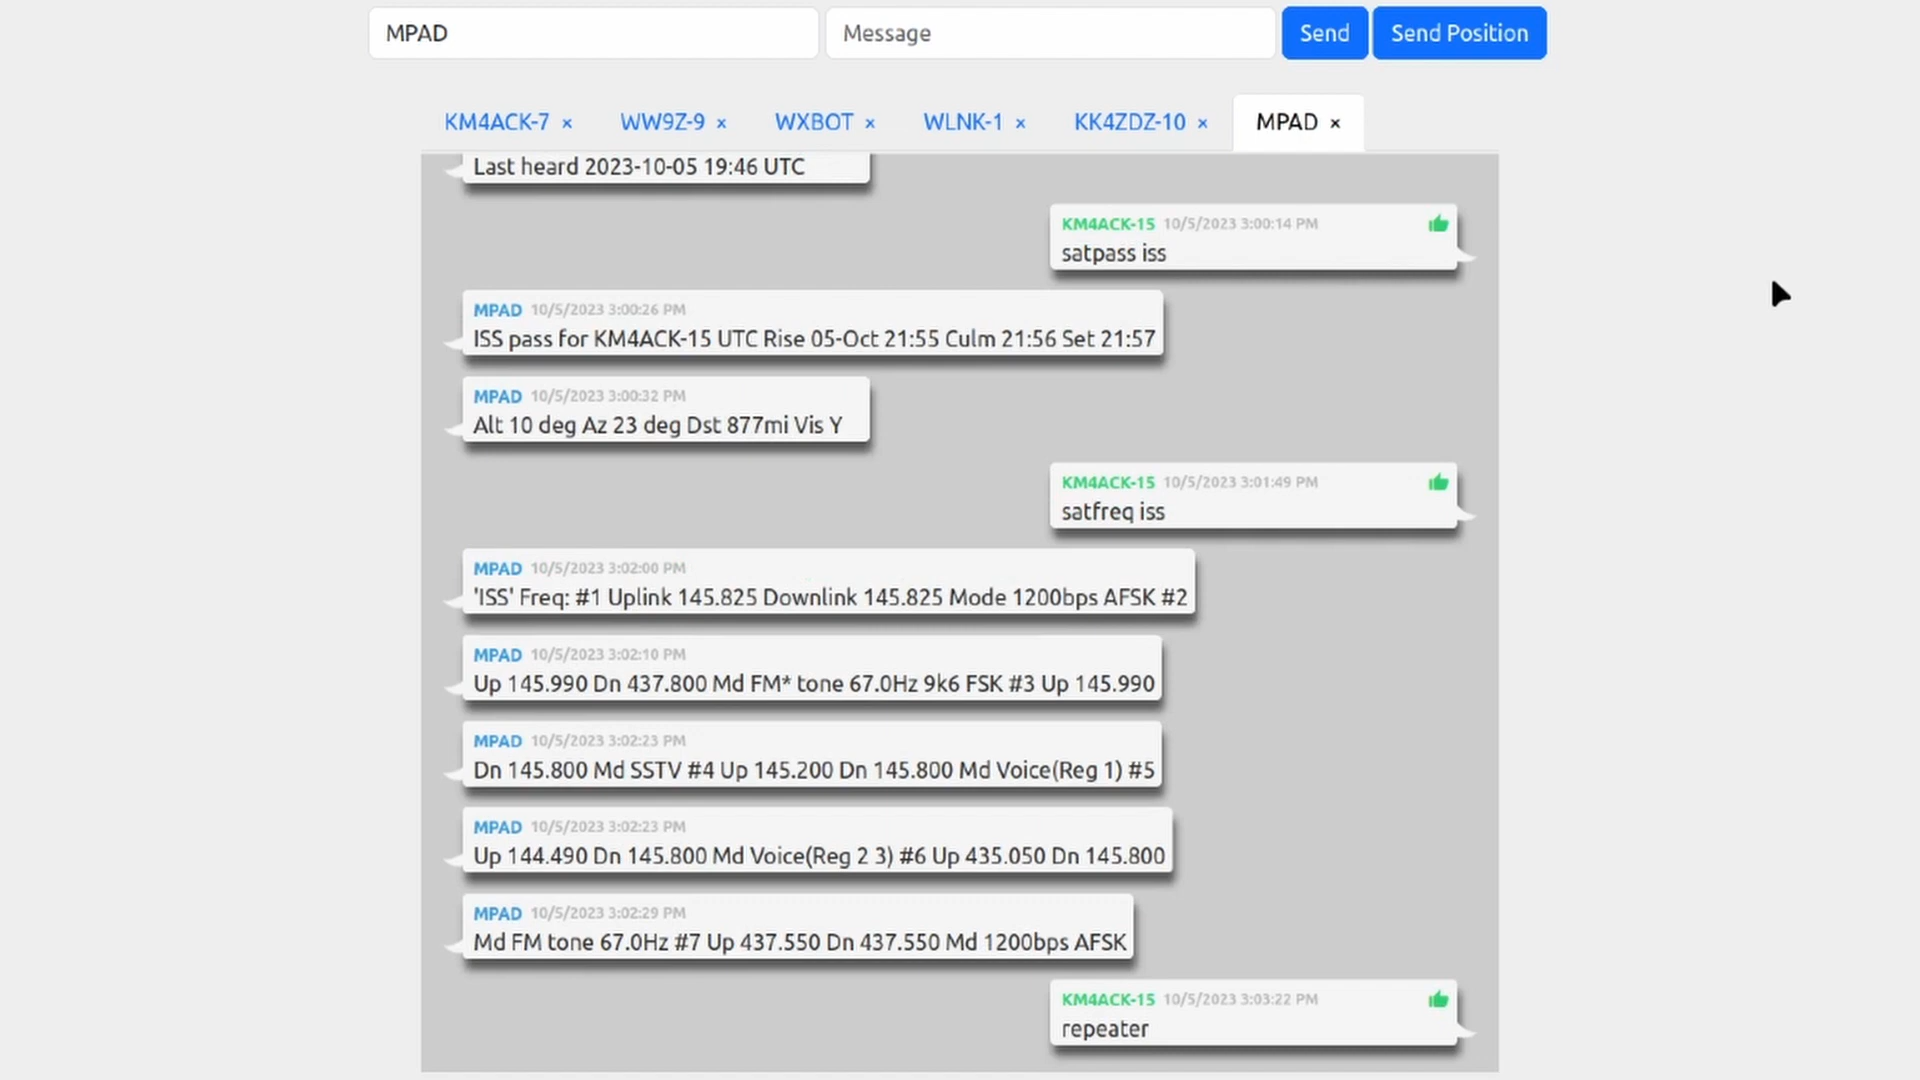 MPAD
Message
Send
Send Position
KM4ACK-7 ×
WW9Z-9 ×
WXBOT ×
WLNK-1 ×
KK4ZDZ-10 ×
MPAD ×
Last heard 2023-10-05 19:46 UTC
KM4ACK-15 10/5/2023 3:00:14 PM
satpass iss
MPAD 10/5/2023 3:00:26 PM
ISS pass for KM4ACK-15 UTC Rise 05-Oct 21:55 Culm 21:56 Set 21:57
MPAD 10/5/2023 3:00:32 PM
Alt 10 deg Az 23 deg Dst 877mi Vis Y
KM4ACK-15 10/5/2023 3:01:49 PM
satfreq iss
MPAD 10/5/2023 3:02:00 PM
'ISS' Freq: #1 Uplink 145.825 Downlink 145.825 Mode 1200bps AFSK #2
MPAD 10/5/2023 3:02:10 PM
Up 145.990 Dn 437.800 Md FM* tone 67.0Hz 9k6 FSK #3 Up 145.990
MPAD 10/5/2023 3:02:23 PM
Dn 145.800 Md SSTV #4 Up 145.200 Dn 145.800 Md Voice(Reg 1) #5
MPAD 10/5/2023 3:02:23 PM
Up 144.490 Dn 145.800 Md Voice(Reg 2 3) #6 Up 435.050 Dn 145.800
MPAD 10/5/2023 3:02:29 PM
Md FM tone 67.0Hz #7 Up 437.550 Dn 437.550 Md 1200bps AFSK
KM4ACK-15 10/5/2023 3:03:22 PM
repeater